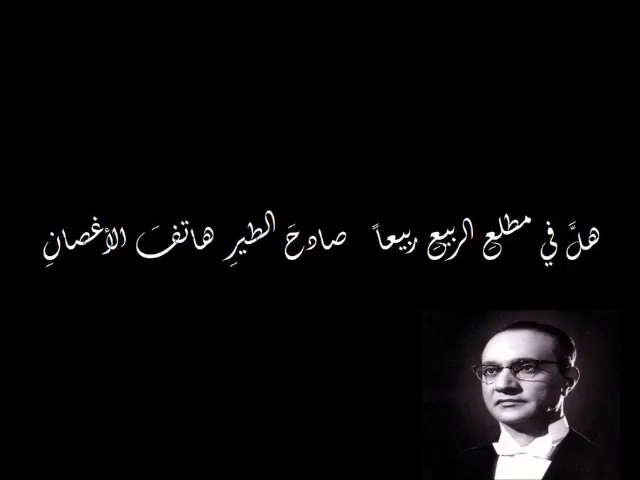 هلَّ في مطلعِ الربيعِ ربيعاً   صادحَ الطيرِ هاتفَ الأغصانِ